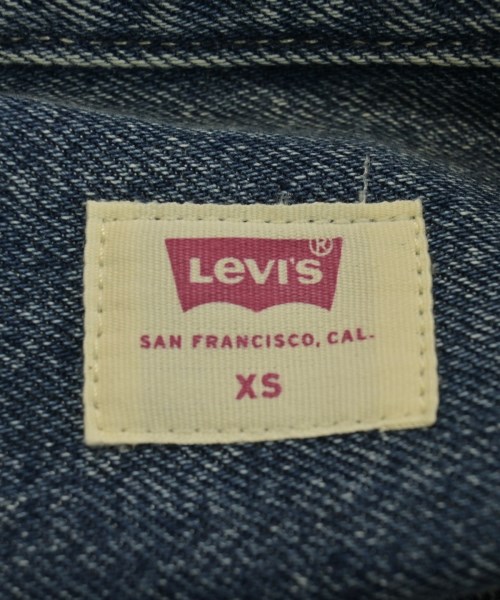 Levi's®
SAN FRANCISCO, CAL-
XS